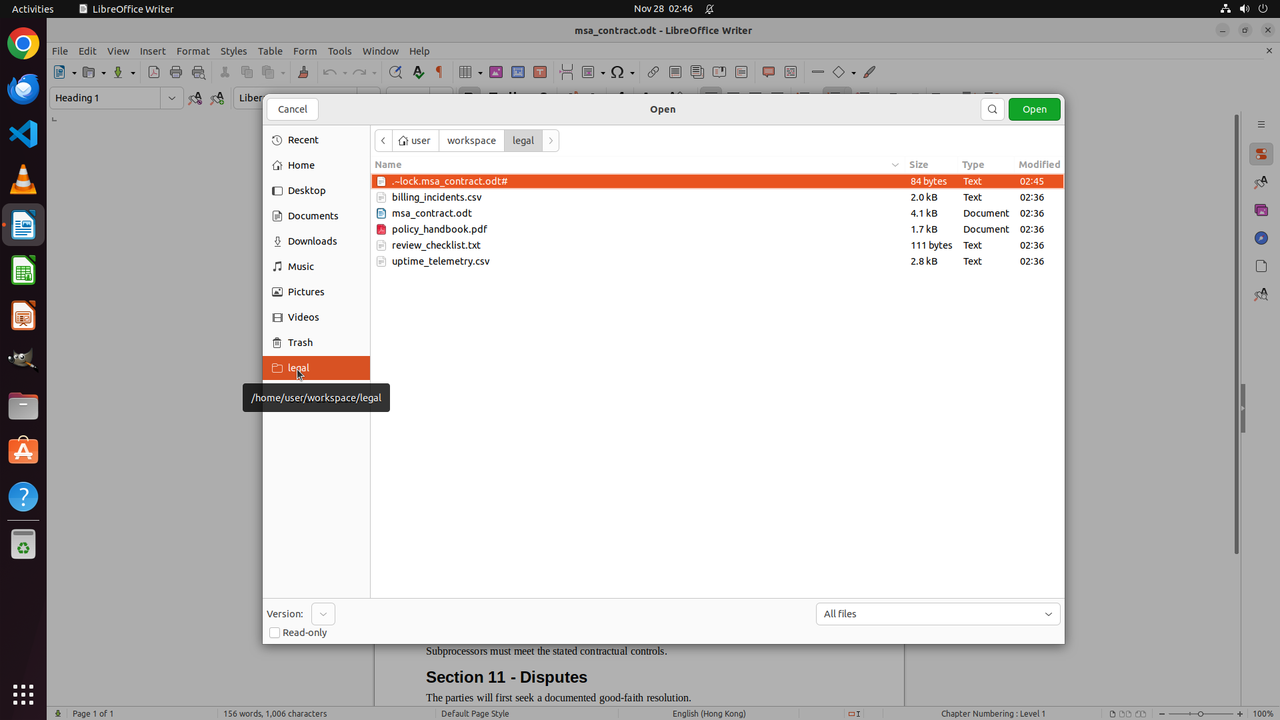 Activities
LibreOffice Writer
Nov 28 02:46
msa_contract.odt - LibreOffice Writer
File Edit View Insert Format Styles Table Form Tools Window Help
Heading 1
Liber
Cancel
Open
Open
Recent
Home
Desktop
Documents
Downloads
Music
Pictures
Videos
Trash
legal
/home/user/workspace/legal
user workspace legal
Name Size Type Modified
.~lock.msa_contract.odt# 84 bytes Text 02:45
billing_incidents.csv 2.0 kB Text 02:36
msa_contract.odt 4.1 kB Document 02:36
policy_handbook.pdf 1.7 kB Document 02:36
review_checklist.txt 111 bytes Text 02:36
uptime_telemetry.csv 2.8 kB Text 02:36
Version:
All files
Read-only
Subprocessors must meet the stated contractual controls.
Section 11 - Disputes
The parties will first seek a documented good-faith resolution.
Page 1 of 1
156 words, 1,006 characters
Default Page Style
English (Hong Kong)
Chapter Numbering : Level 1
100%